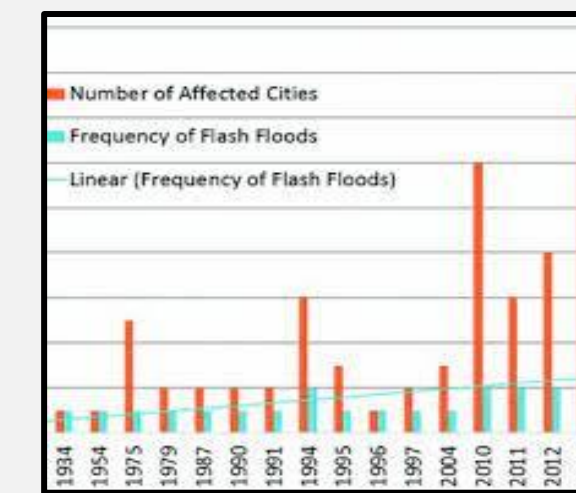 Number of Affected Cities
Frequency of Flash Floods
Linear (Frequency of Flash Floods)
1934 1954 1975 1979 1987 1990 1991 1994 1995 1996 1997 2004 2010 2011 2012